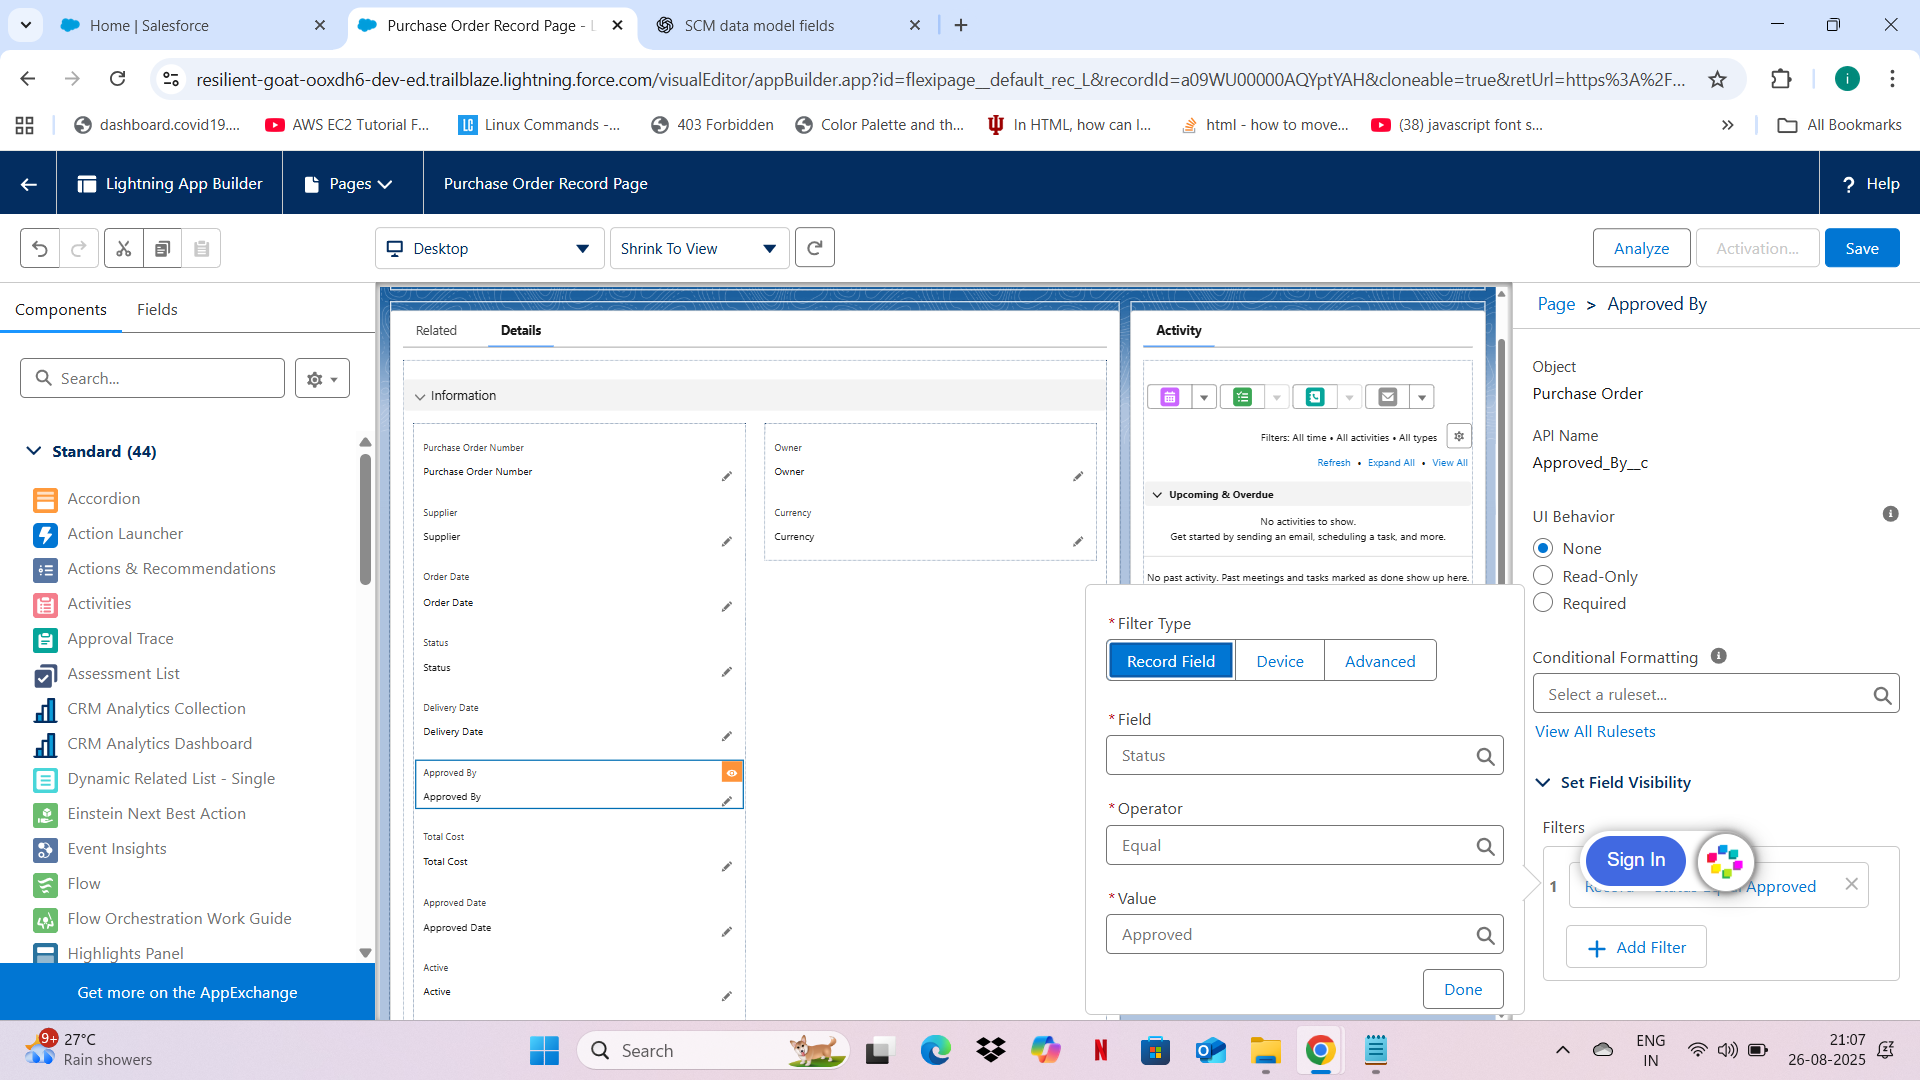 Home | Salesforce
Purchase Order Record Page - L
SCM data model fields
resilient-goat-ooxdh6-dev-ed.trailblaze.lightning.force.com/visualEditor/appBuilder.app?id=flexipage__default_rec_L&recordId=a09WU00000AQYptYAH&cloneable=true&retUrl=https%3A%2F...
i
dashboard.covid19....
AWS EC2 Tutorial F...
Linux Commands -...
403 Forbidden
Color Palette and th...
In HTML, how can I...
html - how to move...
(38) javascript font s...
All Bookmarks
Lightning App Builder
Pages
Purchase Order Record Page
? Help
Desktop
Shrink To View
Analyze
Activation...
Save
Components
Fields
Search...
Standard (44)
Accordion
Action Launcher
Actions & Recommendations
Activities
Approval Trace
Assessment List
CRM Analytics Collection
CRM Analytics Dashboard
Dynamic Related List - Single
Einstein Next Best Action
Event Insights
Flow
Flow Orchestration Work Guide
Highlights Panel
Get more on the AppExchange
Related
Details
Information
Purchase Order Number
Purchase Order Number
Supplier
Supplier
Order Date
Order Date
Status
Status
Delivery Date
Delivery Date
Approved By
Approved By
Total Cost
Total Cost
Approved Date
Approved Date
Active
Active
Owner
Owner
Currency
Currency
Activity
Filters: All time • All activities • All types
Refresh • Expand All • View All
Upcoming & Overdue
No activities to show.
Get started by sending an email, scheduling a task, and more.
No past activity. Past meetings and tasks marked as done show up here.
* Filter Type
Record Field
Device
Advanced
* Field
Status
* Operator
Equal
* Value
Approved
Done
Page > Approved By
Object
Purchase Order
API Name
Approved_By__c
UI Behavior
None
Read-Only
Required
Conditional Formatting
Select a ruleset...
View All Rulesets
Set Field Visibility
Filters
Sign In
1
Approved
+ Add Filter
9+
27°C
Rain showers
Search
ENG
IN
21:07
26-08-2025